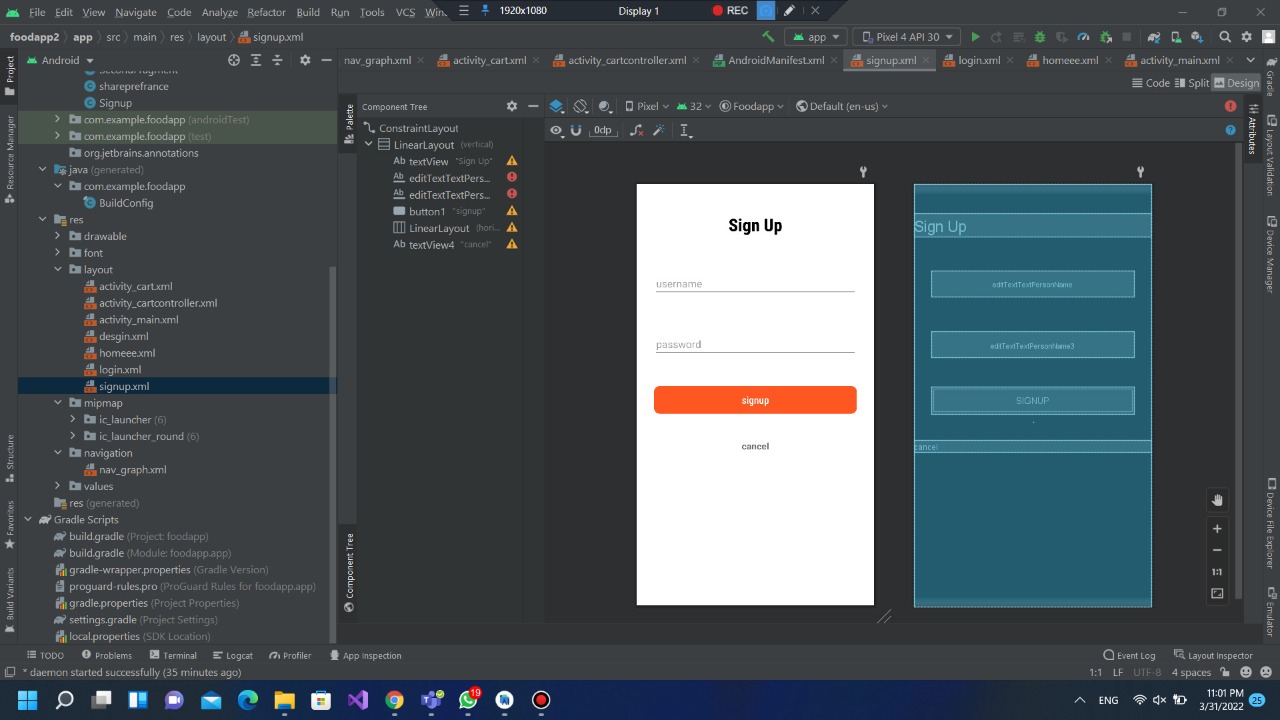 File Edit View Navigate Code Analyze Refactor Build Run Tools VCS
1920x1080 Display 1 REC
foodapp2 app src main res layout signup.xml
app Pixel 4 API 30
Android
nav_graph.xml activity_cart.xml activity_cartcontroller.xml AndroidManifest.xml signup.xml login.xml homeee.xml activity_main.xml
Code Split Design
Project
Resource Manager
Structure
Favorites
Build Variants
SecondFragment
shareprefrance
Signup
com.example.foodapp (androidTest)
com.example.foodapp (test)
org.jetbrains.annotations
java (generated)
com.example.foodapp
BuildConfig
res
drawable
font
layout
activity_cart.xml
activity_cartcontroller.xml
activity_main.xml
desgin.xml
homeee.xml
login.xml
signup.xml
mipmap
ic_launcher (6)
ic_launcher_round (6)
navigation
nav_graph.xml
values
res (generated)
Gradle Scripts
build.gradle (Project: foodapp)
build.gradle (Module: foodapp.app)
gradle-wrapper.properties (Gradle Version)
proguard-rules.pro (ProGuard Rules for foodapp.app)
gradle.properties (Project Properties)
settings.gradle (Project Settings)
local.properties (SDK Location)
Palette
Component Tree
Component Tree
ConstraintLayout
LinearLayout (vertical)
Ab textView "Sign Up"
Ab editTextTextPers...
Ab editTextTextPers...
button1 "signup"
LinearLayout (hori...
Ab textView4 "cancel"
Pixel 32 Foodapp Default (en-us)
0dp
Sign Up
username
password
signup
cancel
Sign Up
editTextTextPersonName
editTextTextPersonName3
SIGNUP
cancel
1:1
Attributes
Gradle
Layout Validation
Device Manager
Device File Explorer
Emulator
TODO Problems Terminal Logcat Profiler App Inspection Event Log Layout Inspector
* daemon started successfully (35 minutes ago) 1:1 LF UTF-8 4 spaces
19
ENG
11:01 PM
3/31/2022
25